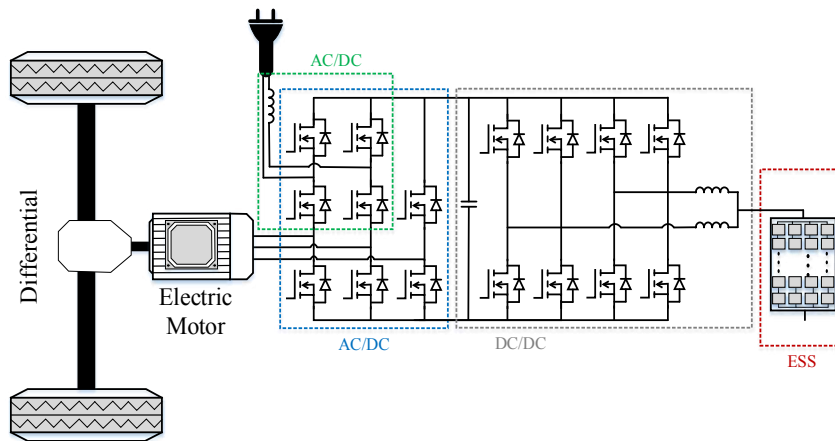 AC/DC
Differential
Electric
Motor
AC/DC
DC/DC
ESS